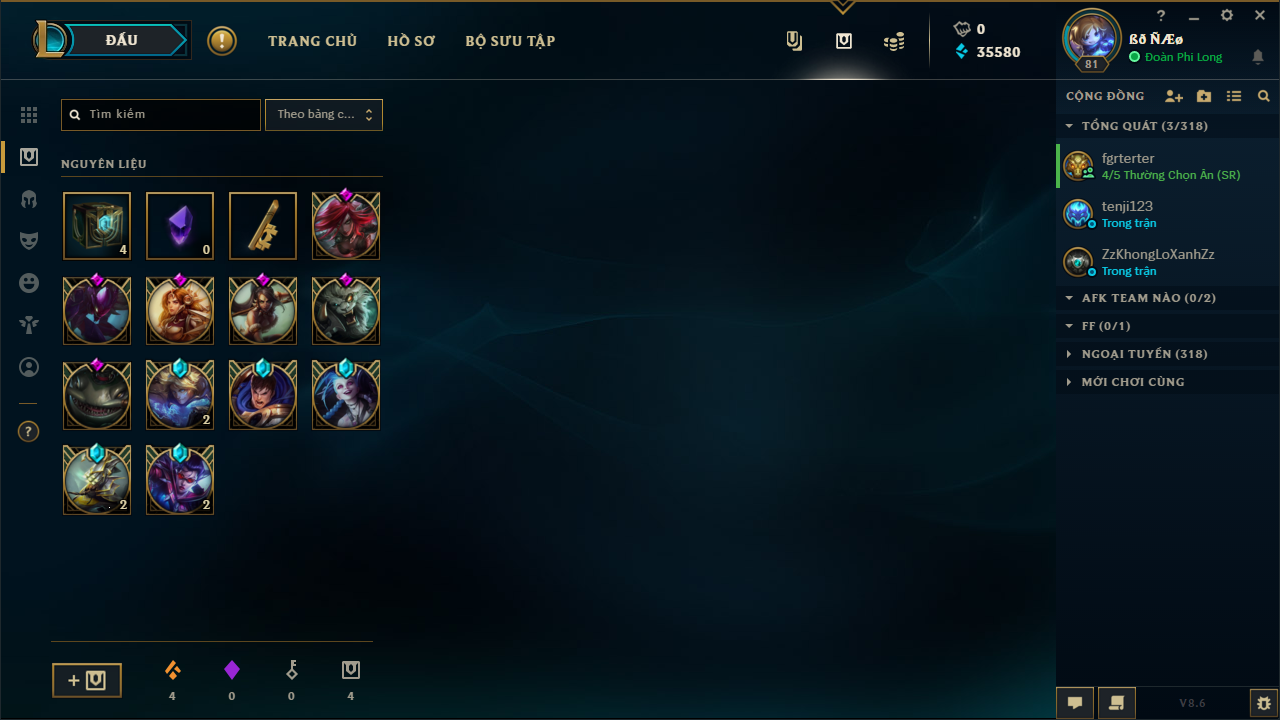 ĐẤU
TRANG CHỦ
HỒ SƠ
BỘ SƯU TẬP
0
35580
?
81
ßð Ñ Æø
Đoàn Phi Long
Tìm kiếm
Theo bảng c...
NGUYÊN LIỆU
4
0
2
2
2
?
4
0
0
4
CỘNG ĐỒNG
TỔNG QUÁT (3/318)
fgrterter
4/5 Thường Chọn Ẩn (SR)
tenji123
Trong trận
ZzKhongLoXanhZz
Trong trận
AFK TEAM NÀO (0/2)
FF (0/1)
NGOẠI TUYẾN (318)
MỚI CHƠI CÙNG
V8.6